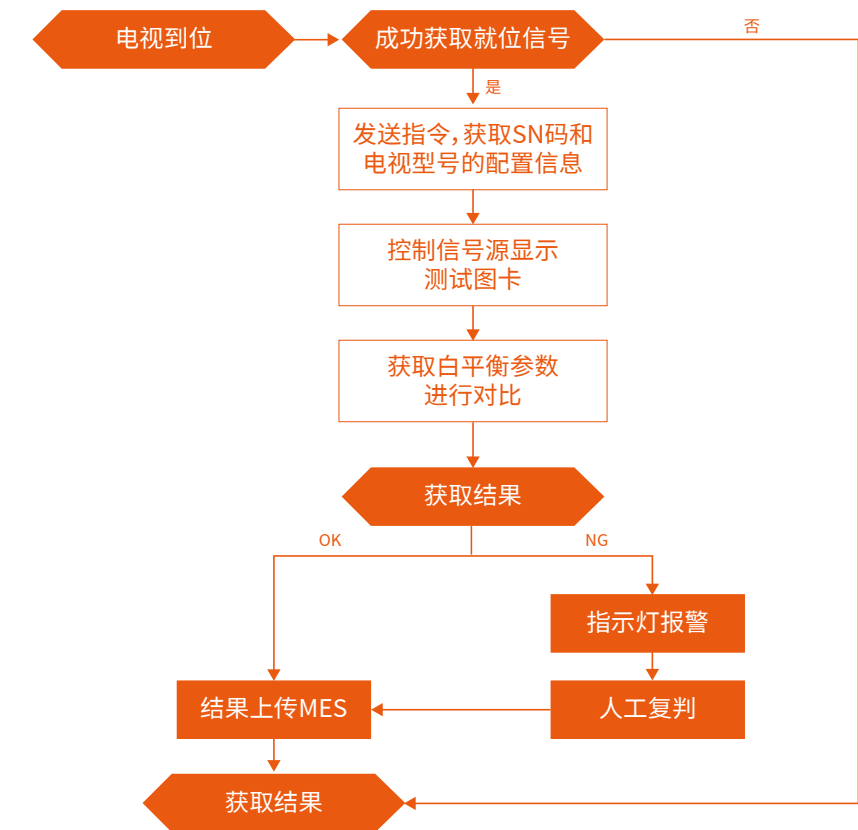 电视到位
成功获取就位信号
否
是
发送指令,获取SN码和
电视型号的配置信息
控制信号源显示
测试图卡
获取白平衡参数
进行对比
获取结果
OK
NG
指示灯报警
结果上传MES
人工复判
获取结果